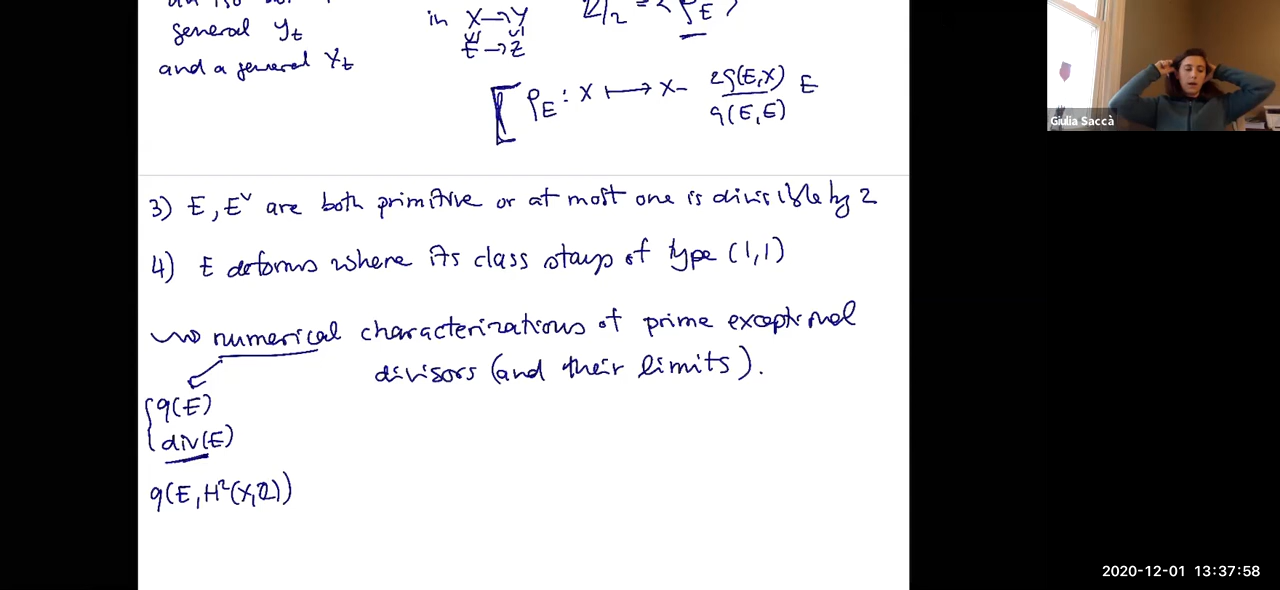 general Y_t
and a general X_t
in X → Y
E → Z
ρ_E : X ↦ X - 2q(E,X) / q(E,E) E
3) E, E^∨ are both primitive or at most one is divisible by 2
4) E deforms where its class stays of type (1,1)
⇝ numerical characterizations of prime exceptional
divisors (and their limits).
q(E)
div(E)
q(E, H²(X,Z))
Giulia Saccà
2020-12-01 13:37:58